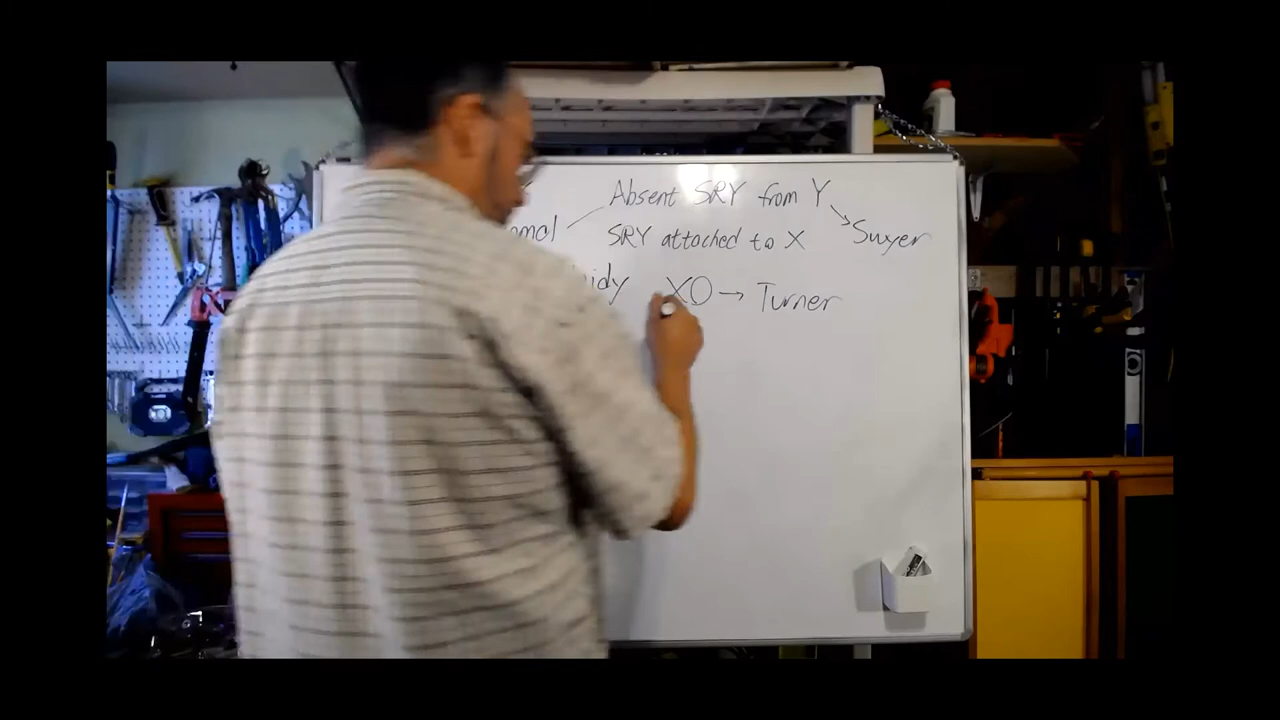 Absent SRY from Y
SRY attached to X
Swyer
XO → Turner